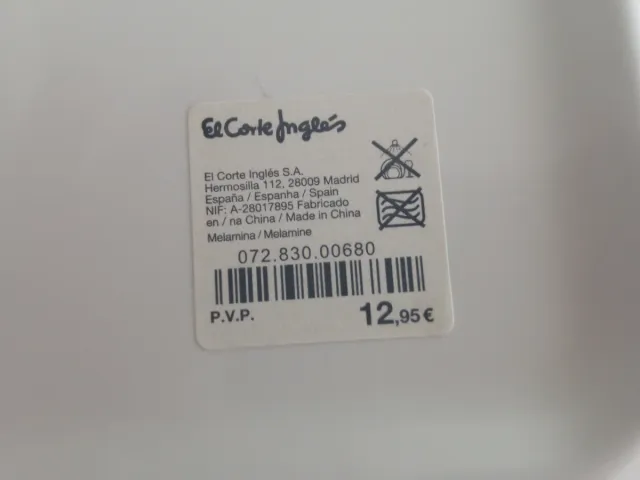 El Corte Inglés
El Corte Inglés S.A.
Hermosilla 112, 28009 Madrid
España / Espanha / Spain
NIF: A-28017895 Fabricado
en / na China / Made in China
Melamina / Melamine
072.830.00680
P.V.P. 12,95€